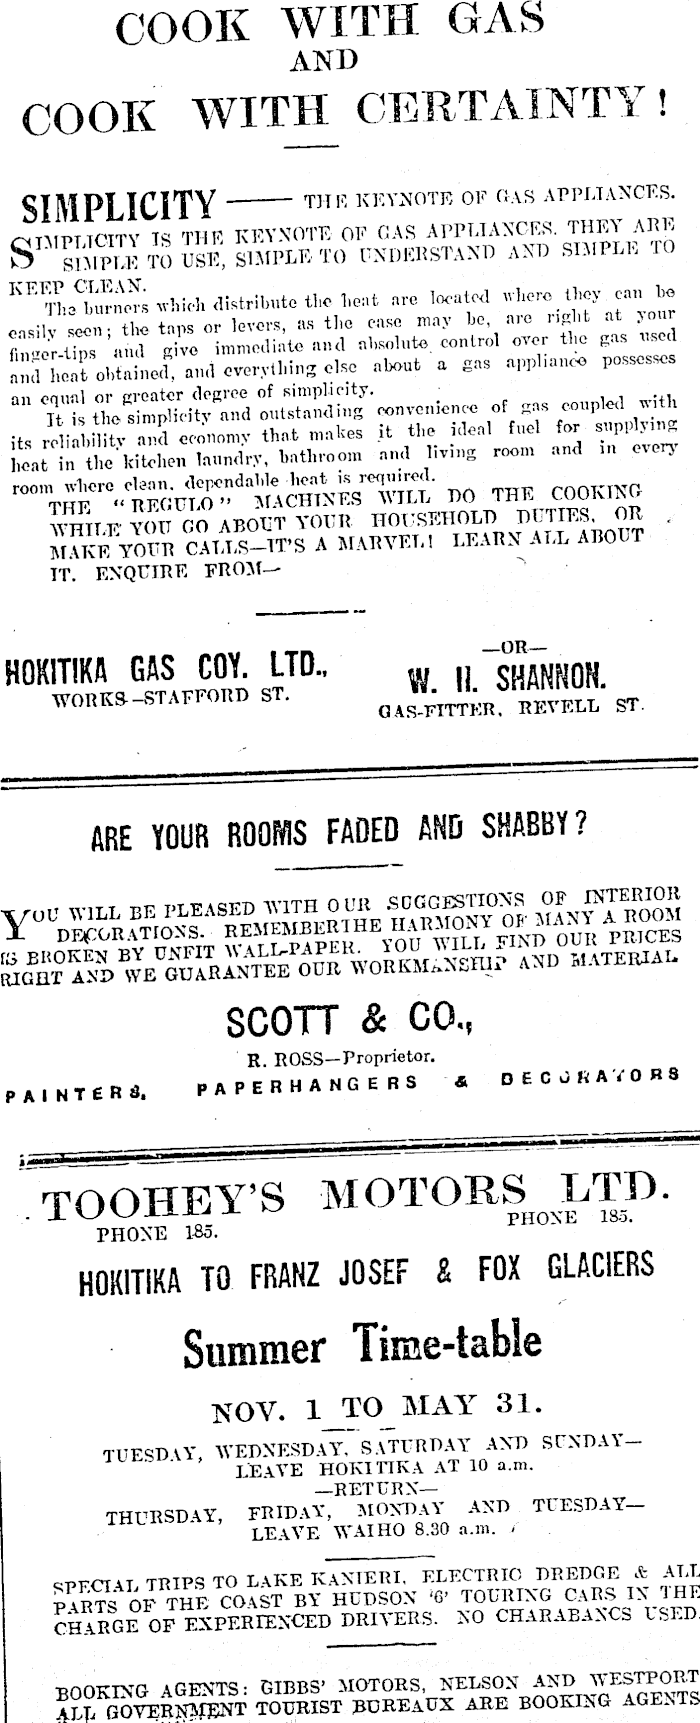 COOK WITH GAS
AND
COOK WITH CERTAINTY!
SIMPLICITY —— THE KEYNOTE OF GAS APPLIANCES.
SIMPLICITY IS THE KEYNOTE OF GAS APPLIANCES. THEY ARE
SIMPLE TO USE, SIMPLE TO UNDERSTAND AND SIMPLE TO
KEEP CLEAN.
The burners which distribute the heat are located where they can be
easily seen; the taps or levers, as the case may be, are right at your
finger-tips and give immediate and absolute control over the gas used
and heat obtained, and everything else about a gas appliance possesses
an equal or greater degree of simplicity.
It is the simplicity and outstanding convenience of gas coupled with
its reliability and economy that makes it the ideal fuel for supplying
heat in the kitchen laundry, bathroom and living room and in every
room where clean, dependable heat is required.
THE "REGULO" MACHINES WILL DO THE COOKING
WHILE YOU GO ABOUT YOUR HOUSEHOLD DUTIES, OR
MAKE YOUR CALLS—IT'S A MARVEL! LEARN ALL ABOUT
IT. ENQUIRE FROM—
HOKITIKA GAS COY. LTD.,
WORKS—STAFFORD ST.
—OR—
W. H. SHANNON.
GAS-FITTER, REVELL ST.
ARE YOUR ROOMS FADED AND SHABBY?
YOU WILL BE PLEASED WITH OUR SUGGESTIONS OF INTERIOR
DECORATIONS. REMEMBERTHE HARMONY OF MANY A ROOM
IS BROKEN BY UNFIT WALL-PAPER. YOU WILL FIND OUR PRICES
RIGHT AND WE GUARANTEE OUR WORKMANSHIP AND MATERIAL
SCOTT & CO.,
R. ROSS—Proprietor.
PAINTERS, PAPERHANGERS & DECORATORS
TOOHEY'S MOTORS LTD.
PHONE 185. PHONE 185.
HOKITIKA TO FRANZ JOSEF & FOX GLACIERS
Summer Time-table
NOV. 1 TO MAY 31.
TUESDAY, WEDNESDAY, SATURDAY AND SUNDAY—
LEAVE HOKITIKA AT 10 a.m.
—RETURN—
THURSDAY, FRIDAY, MONDAY AND TUESDAY—
LEAVE WAIHO 8.30 a.m.
SPECIAL TRIPS TO LAKE KANIERI, ELECTRIC DREDGE & ALL
PARTS OF THE COAST BY HUDSON '6' TOURING CARS IN THE
CHARGE OF EXPERIENCED DRIVERS. NO CHARABANCS USED.
BOOKING AGENTS: GIBBS' MOTORS, NELSON AND WESTPORT
ALL GOVERNMENT TOURIST BUREAUX ARE BOOKING AGENTS